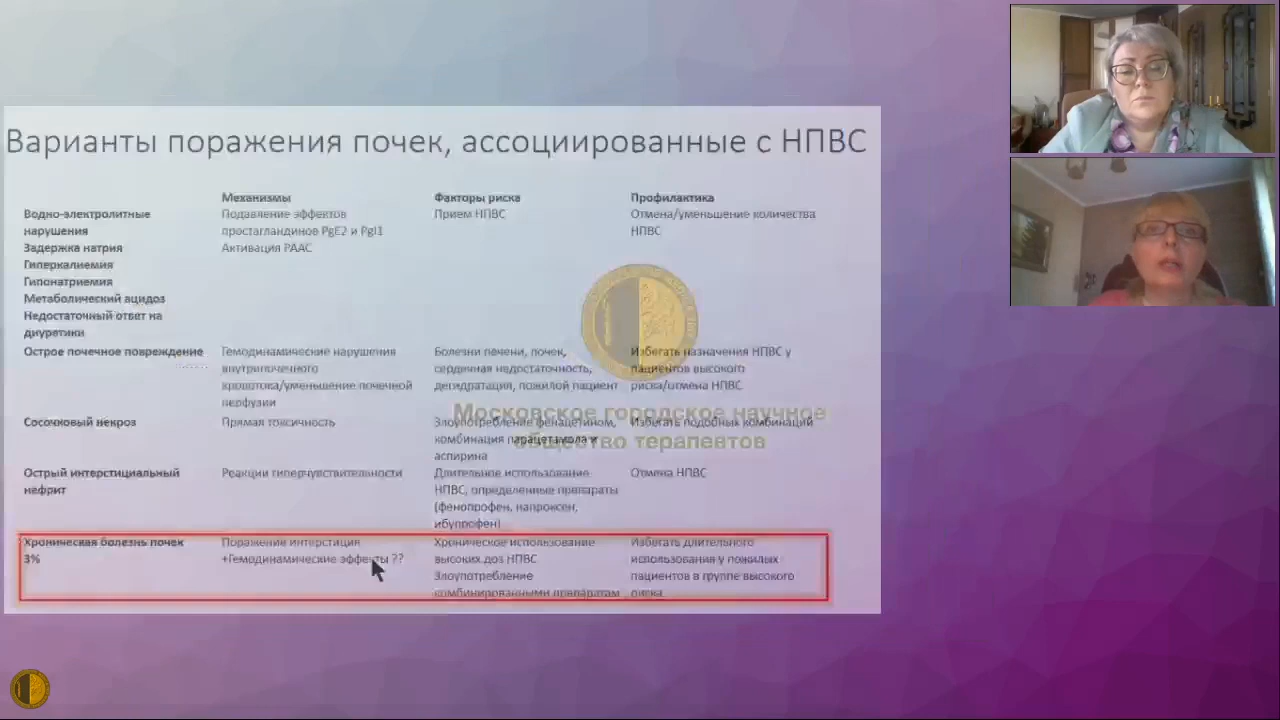 Варианты поражения почек, ассоциированные с НПВС
Механизмы
Факторы риска
Профилактика
Водно-электролитные
нарушения
Задержка натрия
Гиперкалиемия
Гипонатриемия
Метаболический ацидоз
Недостаточный ответ на
диуретики
Подавление эффектов
простагландинов PgE2 и PgI1
Активация РААС
Прием НПВС
Отмена/уменьшение количества
НПВС
Острое почечное повреждение
Гемодинамические нарушения
внутрипочечного
кровотока/уменьшение почечной
перфузии
Болезни печени, почек,
сердечная недостаточность,
дегидратация, пожилой пациент
Избегать назначения НПВС у
пациентов высокого
риска/отмена НПВС
Сосочковый некроз
Прямая токсичность
Злоупотребление фенацетином,
комбинация парацетамола и
аспирина
Избегать подобных комбинаций
Московское городское научное
общество терапевтов
Острый интерстициальный
нефрит
Реакции гиперчувствительности
Длительное использование
НПВС, определенные препараты
(фенопрофен, напроксен,
ибупрофен)
Отмена НПВС
Хроническая болезнь почек
3%
Поражение интерстиция
+Гемодинамические эффекты ??
Хроническое использование
высоких доз НПВС
Злоупотребление
комбинированными препаратам
Избегать длительного
использования у пожилых
пациентов в группе высокого
риска